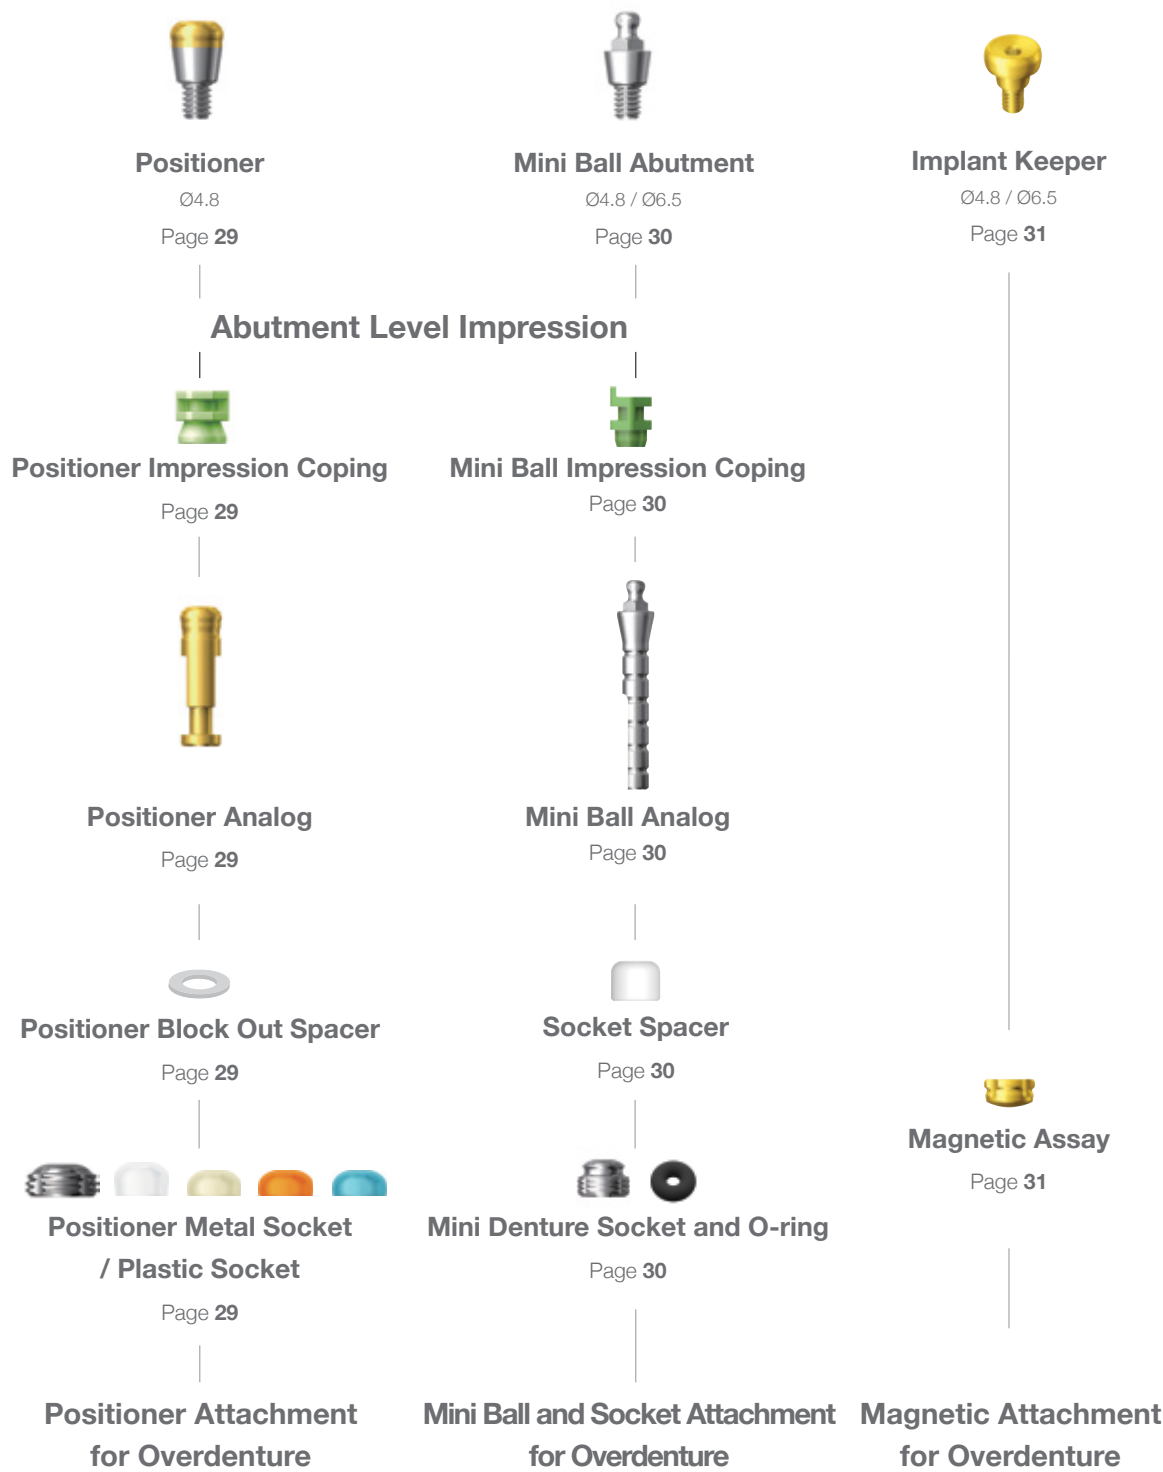 Positioner
Ø4.8
Page 29
Mini Ball Abutment
Ø4.8 / Ø6.5
Page 30
Implant Keeper
Ø4.8 / Ø6.5
Page 31
Abutment Level Impression
Positioner Impression Coping
Page 29
Mini Ball Impression Coping
Page 30
Positioner Analog
Page 29
Mini Ball Analog
Page 30
Positioner Block Out Spacer
Page 29
Socket Spacer
Page 30
Magnetic Assay
Page 31
Positioner Metal Socket
/ Plastic Socket
Page 29
Mini Denture Socket and O-ring
Page 30
Positioner Attachment
for Overdenture
Mini Ball and Socket Attachment
for Overdenture
Magnetic Attachment
for Overdenture